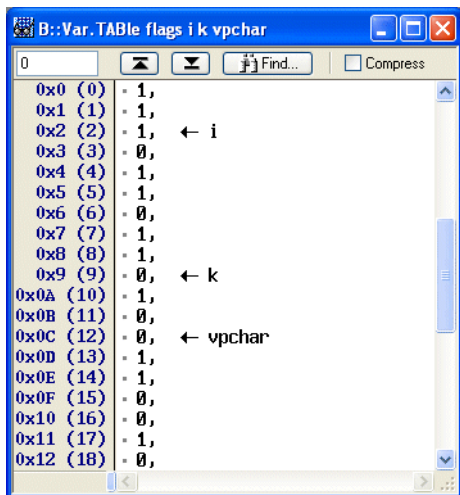 B::Var.TABle flags i k vpchar
0 Find... Compress
0x0 (0) 1,
0x1 (1) 1,
0x2 (2) 1, ← i
0x3 (3) 0,
0x4 (4) 1,
0x5 (5) 1,
0x6 (6) 0,
0x7 (7) 1,
0x8 (8) 1,
0x9 (9) 0, ← k
0x0A (10) 1,
0x0B (11) 0,
0x0C (12) 0, ← vpchar
0x0D (13) 1,
0x0E (14) 1,
0x0F (15) 0,
0x10 (16) 0,
0x11 (17) 1,
0x12 (18) 0,